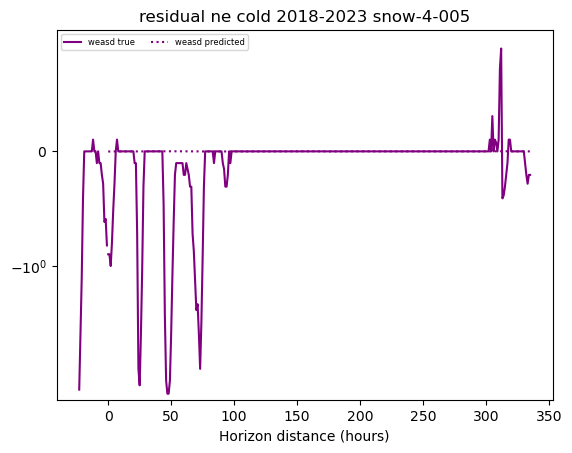 residual ne cold 2018-2023 snow-4-005
weasd true weasd predicted
0
−10⁰
0 50 100 150 200 250 300 350
Horizon distance (hours)